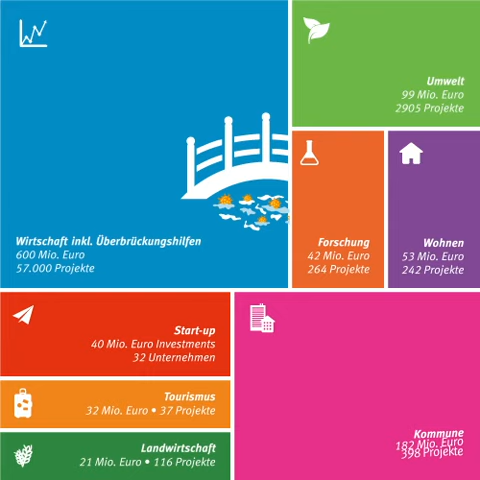 Umwelt
99 Mio. Euro
2905 Projekte
Wirtschaft inkl. Überbrückungshilfen
600 Mio. Euro
57.000 Projekte
Forschung
42 Mio. Euro
264 Projekte
Wohnen
53 Mio. Euro
242 Projekte
Start-up
40 Mio. Euro Investments
32 Unternehmen
Tourismus
32 Mio. Euro • 37 Projekte
Landwirtschaft
21 Mio. Euro • 116 Projekte
Kommune
182 Mio. Euro
398 Projekte